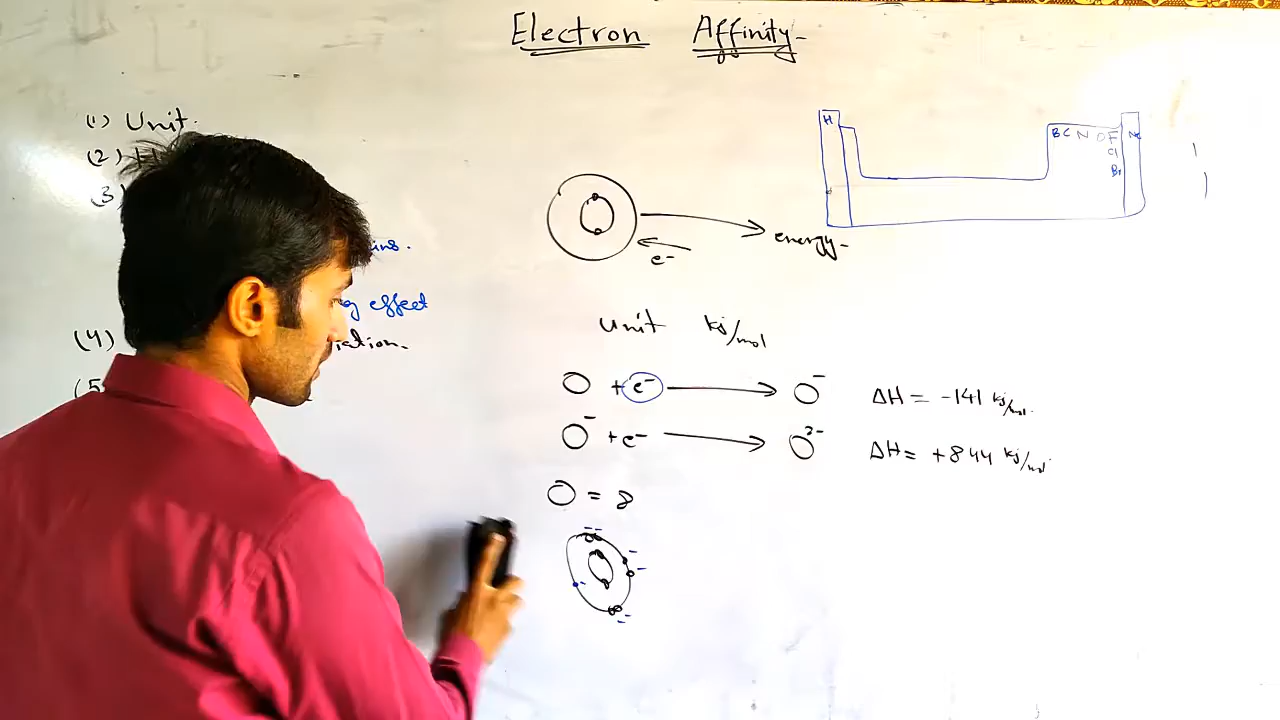 Electron Affinity
(1) Unit.
(2) H
(3)
effect
(4)
(5
H
B C N O F Ne
Cl
Br
energy
e⁻
Unit kj/mol
O + e⁻ → O⁻ ΔH = -141 kj/mol.
O⁻ + e⁻ → O²⁻ ΔH = +844 kj/mol
O = 8